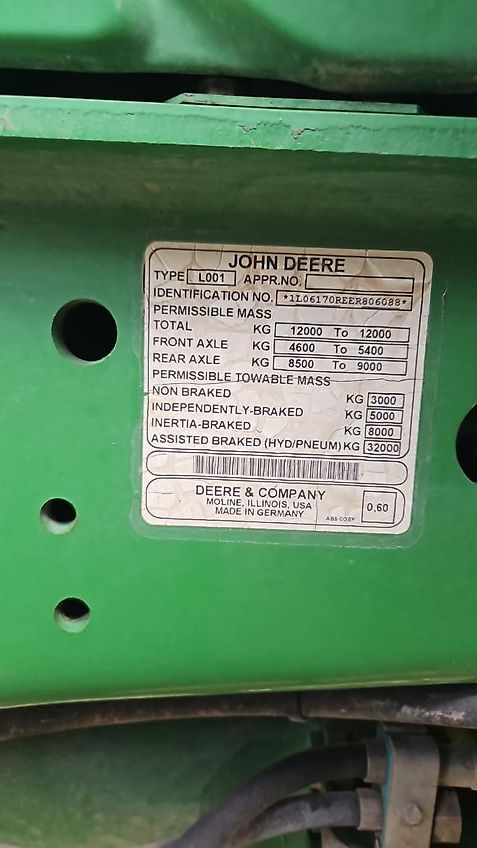 JOHN DEERE
TYPE L001 APPR.NO.
IDENTIFICATION NO. *1L06170REER806088*
PERMISSIBLE MASS
TOTAL KG 12000 To 12000
FRONT AXLE KG 4600 To 5400
REAR AXLE KG 8500 To 9000
PERMISSIBLE TOWABLE MASS
NON BRAKED KG 3000
INDEPENDENTLY-BRAKED KG 5000
INERTIA-BRAKED KG 8000
ASSISTED BRAKED (HYD/PNEUM) KG 32000
DEERE & COMPANY
MOLINE, ILLINOIS, USA
MADE IN GERMANY
0,60